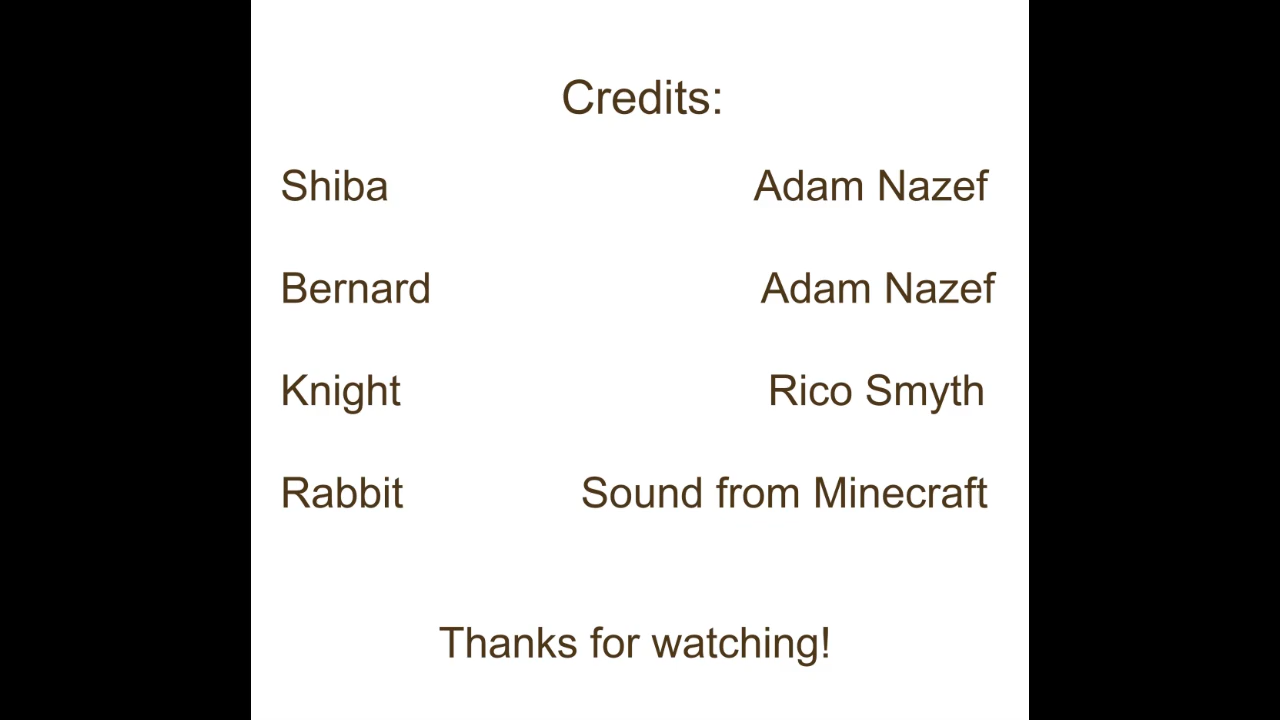 Credits:
Shiba Adam Nazef
Bernard Adam Nazef
Knight Rico Smyth
Rabbit Sound from Minecraft
Thanks for watching!